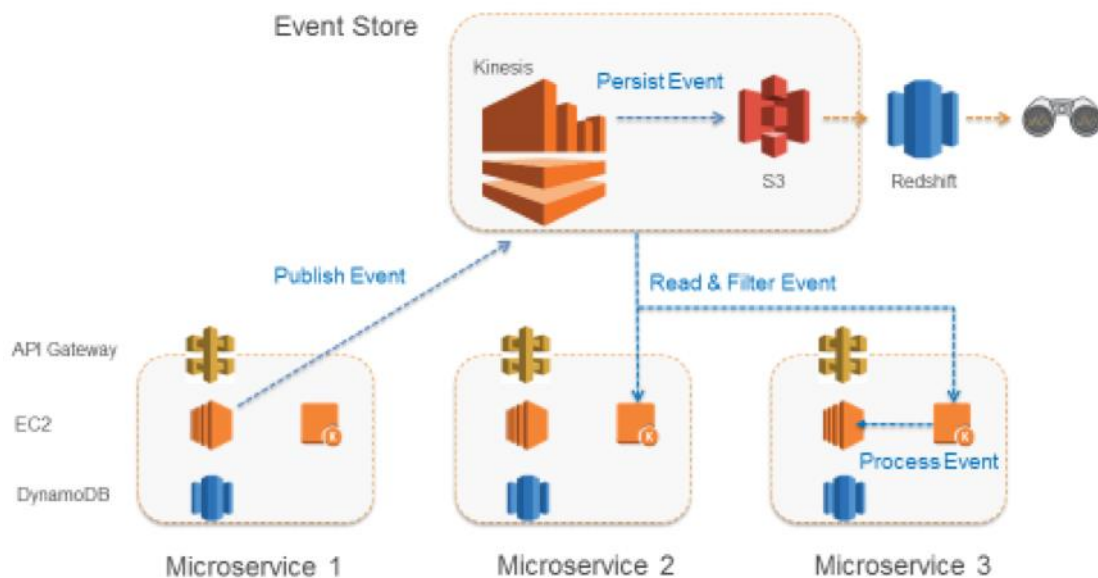 Event Store
Kinesis
Persist Event
S3
Redshift
Publish Event
Read & Filter Event
API Gateway
EC2
K
K
K
Process Event
DynamoDB
Microservice 1
Microservice 2
Microservice 3